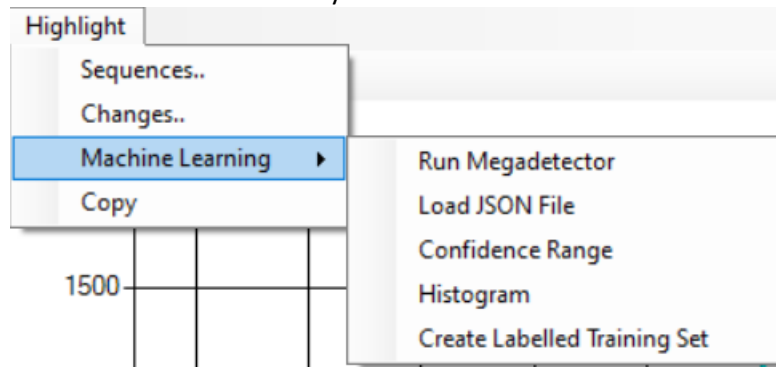 Highlight
Sequences..
Changes..
Machine Learning
Copy
Run Megadetector
Load JSON File
Confidence Range
Histogram
Create Labelled Training Set
1500